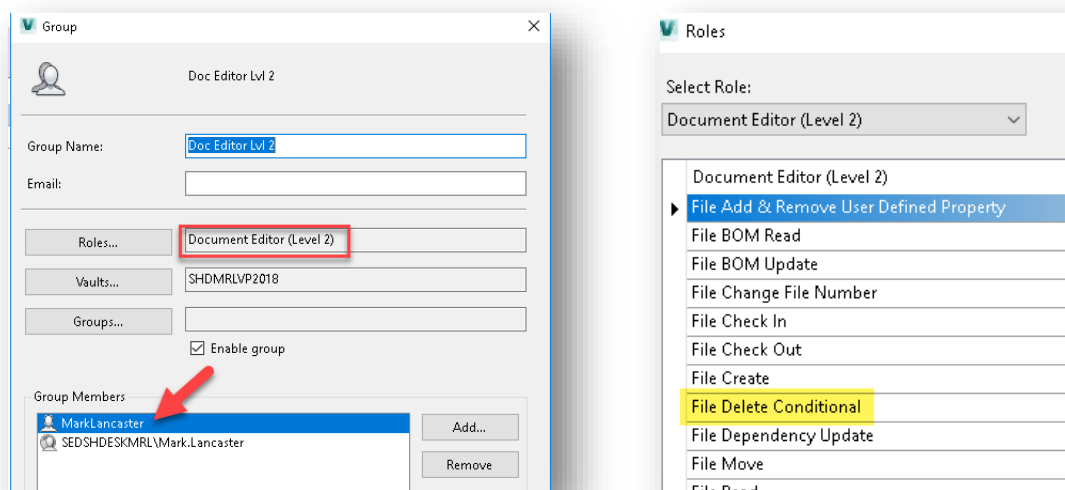 Group
Doc Editor Lvl 2
Group Name:
Doc Editor Lvl 2
Email:
Roles...
Document Editor (Level 2)
Vaults...
SHDMRLVP2018
Groups...
Enable group
Group Members
MarkLancaster
SEDSHDESKMRL\Mark.Lancaster
Add...
Remove
Roles
Select Role:
Document Editor (Level 2)
Document Editor (Level 2)
File Add & Remove User Defined Property
File BOM Read
File BOM Update
File Change File Number
File Check In
File Check Out
File Create
File Delete Conditional
File Dependency Update
File Move
File Read